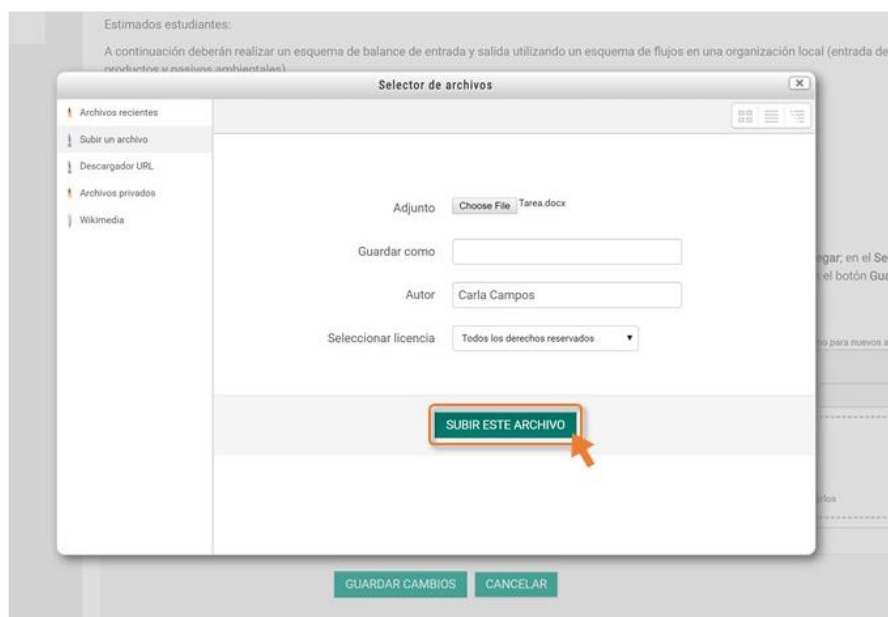 Estimados estudiantes:
A continuación deberán realizar un esquema de balance de entrada y salida utilizando un esquema de flujos en una organización local (entrada de
productos y pasivos ambientales)
Selector de archivos
Archivos recientes
Subir un archivo
Descargador URL
Archivos privados
Wikimedia
Adjunto Choose File Tarea.docx
Guardar como
Autor Carla Campos
Seleccionar licencia Todos los derechos reservados
SUBIR ESTE ARCHIVO
egar; en el Se
el botón Gua
para nuevos a
GUARDAR CAMBIOS CANCELAR